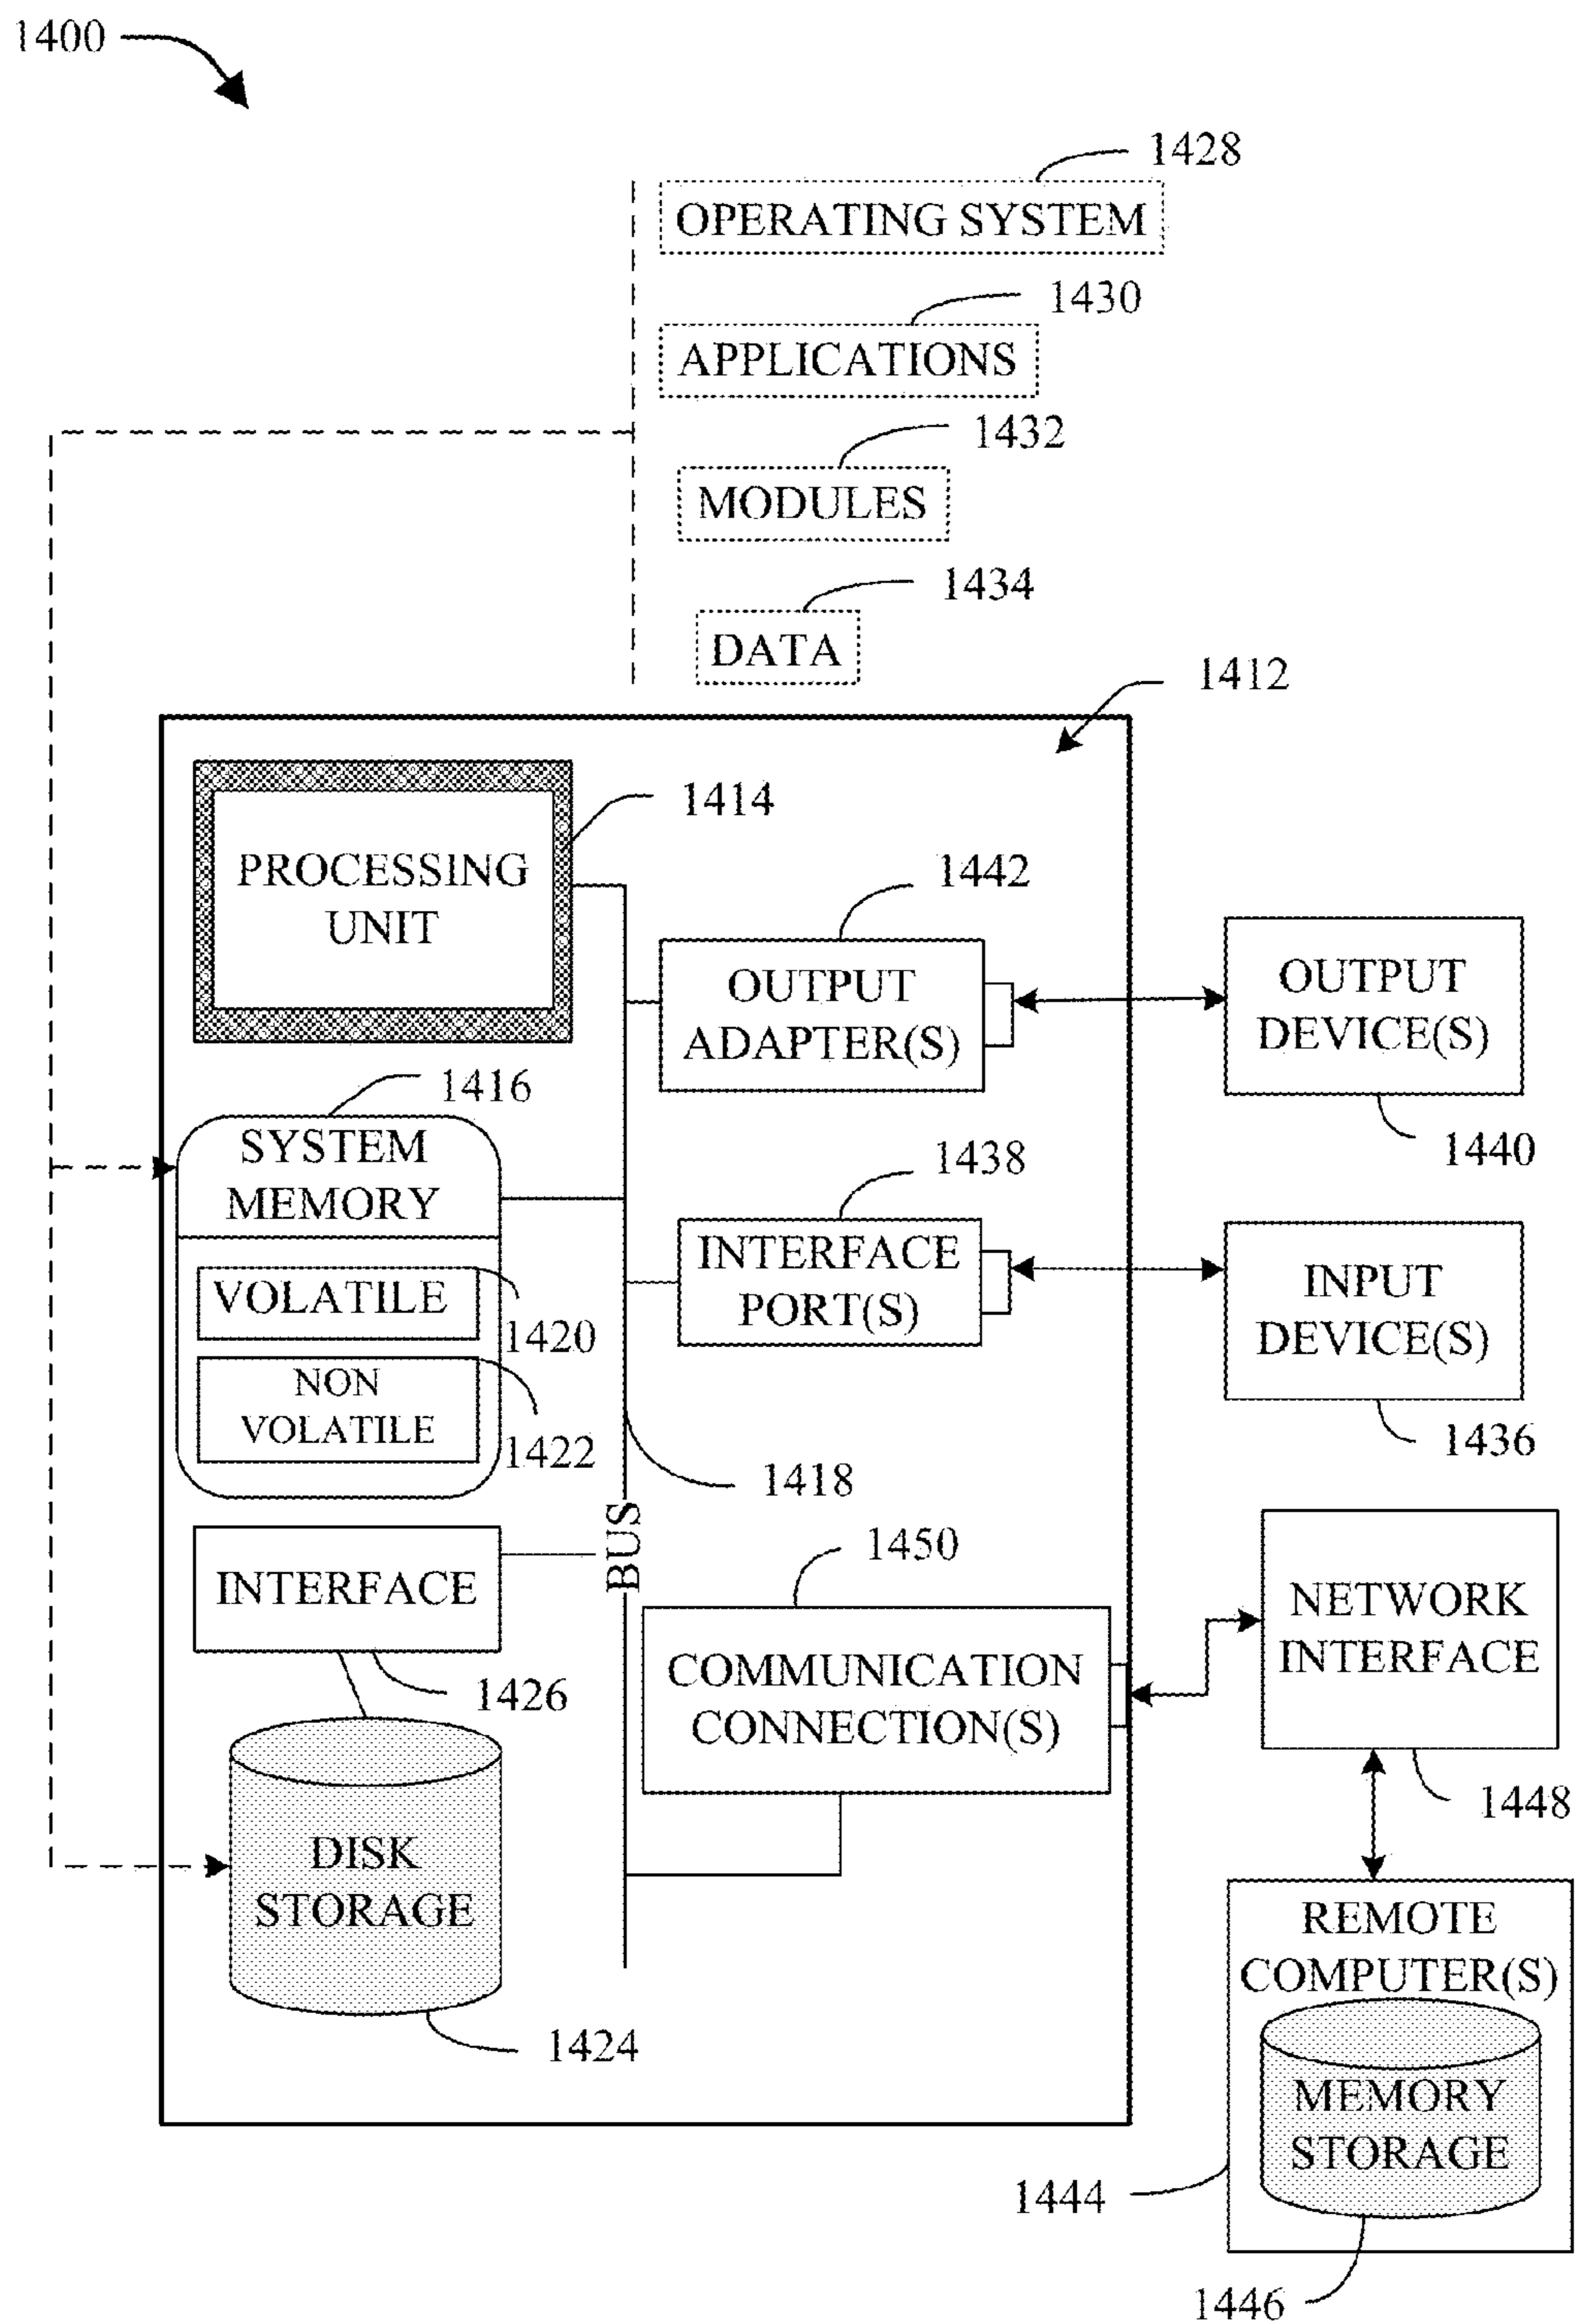 1400
1428
OPERATING SYSTEM
1430
APPLICATIONS
1432
MODULES
1434
DATA
1412
1414
PROCESSING
UNIT
1442
OUTPUT
ADAPTER(S)
OUTPUT
DEVICE(S)
1440
1416
SYSTEM
MEMORY
VOLATILE
1420
NON
VOLATILE
1422
1438
INTERFACE
PORT(S)
INPUT
DEVICE(S)
1436
1418
BUS
INTERFACE
1426
1450
COMMUNICATION
CONNECTION(S)
NETWORK
INTERFACE
1448
DISK
STORAGE
1424
REMOTE
COMPUTER(S)
MEMORY
STORAGE
1444
1446